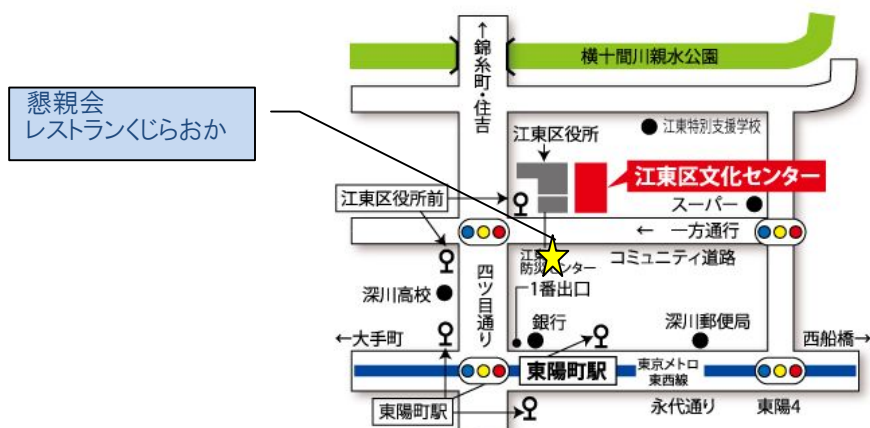 懇親会
レストランくじらおか
↑錦糸町・住吉
横十間川親水公園
江東区役所
江東特別支援学校
江東区文化センター
スーパー
江東区役所前
← 一方通行
コミュニティ道路
防災センター
1番出口
深川高校
四ツ目通り
銀行
深川郵便局
←大手町
西船橋→
東陽町駅
東京メトロ
東西線
東陽町駅
永代通り
東陽4